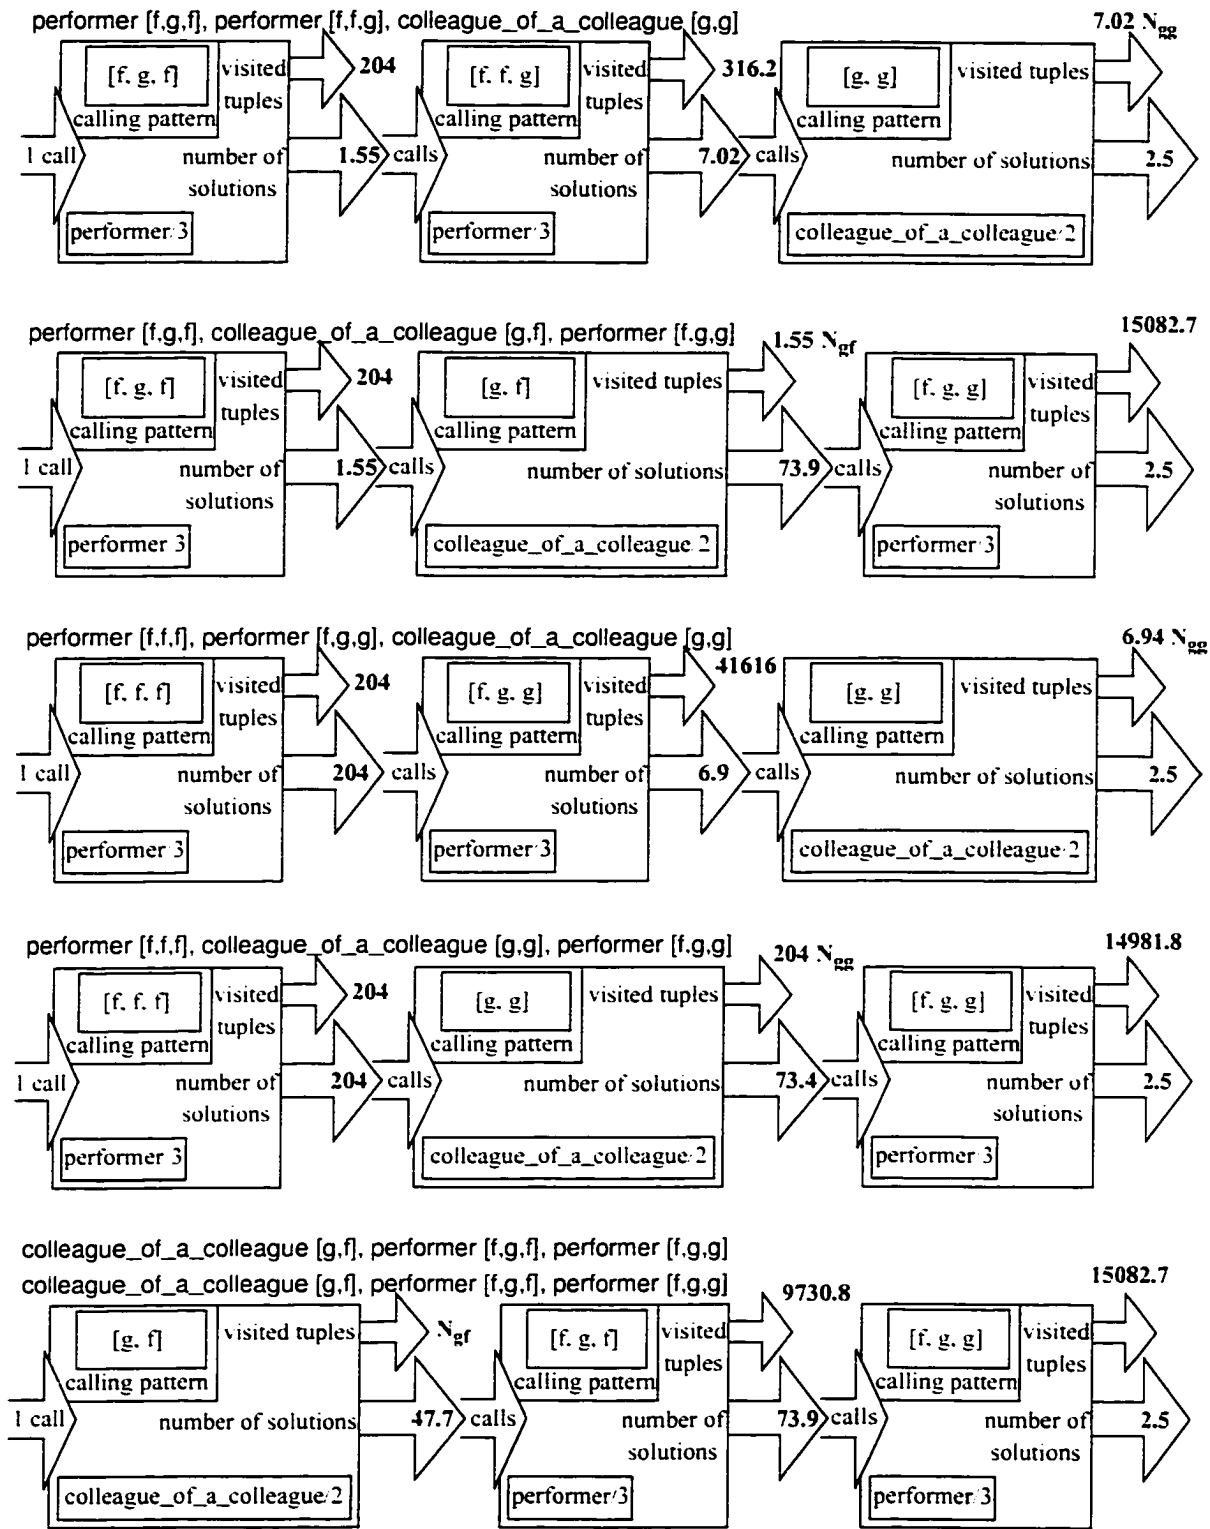 performer [f,g,f], performer [f,f,g], colleague_of_a_colleague [g,g]
7.02 Ngg
[f, g, f]
visited
tuples
204
calling pattern
1 call
number of
solutions
1.55
performer/3
calls
[f, f, g]
visited
tuples
316.2
calling pattern
number of
solutions
7.02
performer/3
calls
[g, g]
visited tuples
calling pattern
number of solutions
2.5
colleague_of_a_colleague/2
performer [f,g,f], colleague_of_a_colleague [g,f], performer [f,g,g]
15082.7
[f, g, f]
visited
tuples
204
calling pattern
1 call
number of
solutions
1.55
performer/3
calls
[g, f]
visited tuples
1.55 Ngf
calling pattern
number of solutions
73.9
colleague_of_a_colleague/2
calls
[f, g, g]
visited
tuples
calling pattern
number of
solutions
2.5
performer/3
performer [f,f,f], performer [f,g,g], colleague_of_a_colleague [g,g]
6.94 Ngg
[f, f, f]
visited
tuples
204
calling pattern
1 call
number of
solutions
204
performer/3
calls
[f, g, g]
visited
tuples
41616
calling pattern
number of
solutions
6.9
performer/3
calls
[g, g]
visited tuples
calling pattern
number of solutions
2.5
colleague_of_a_colleague/2
performer [f,f,f], colleague_of_a_colleague [g,g], performer [f,g,g]
14981.8
[f, f, f]
visited
tuples
204
calling pattern
1 call
number of
solutions
204
performer/3
calls
[g, g]
visited tuples
204 Ngg
calling pattern
number of solutions
73.4
colleague_of_a_colleague/2
calls
[f, g, g]
visited
tuples
calling pattern
number of
solutions
2.5
performer/3
colleague_of_a_colleague [g,f], performer [f,g,f], performer [f,g,g]
colleague_of_a_colleague [g,f], performer [f,g,f], performer [f,g,g]
15082.7
[g, f]
visited tuples
Ngf
calling pattern
1 call
number of solutions
47.7
colleague_of_a_colleague/2
calls
[f, g, f]
visited
tuples
9730.8
calling pattern
number of
solutions
73.9
performer/3
calls
[f, g, g]
visited
tuples
calling pattern
number of
solutions
2.5
performer/3